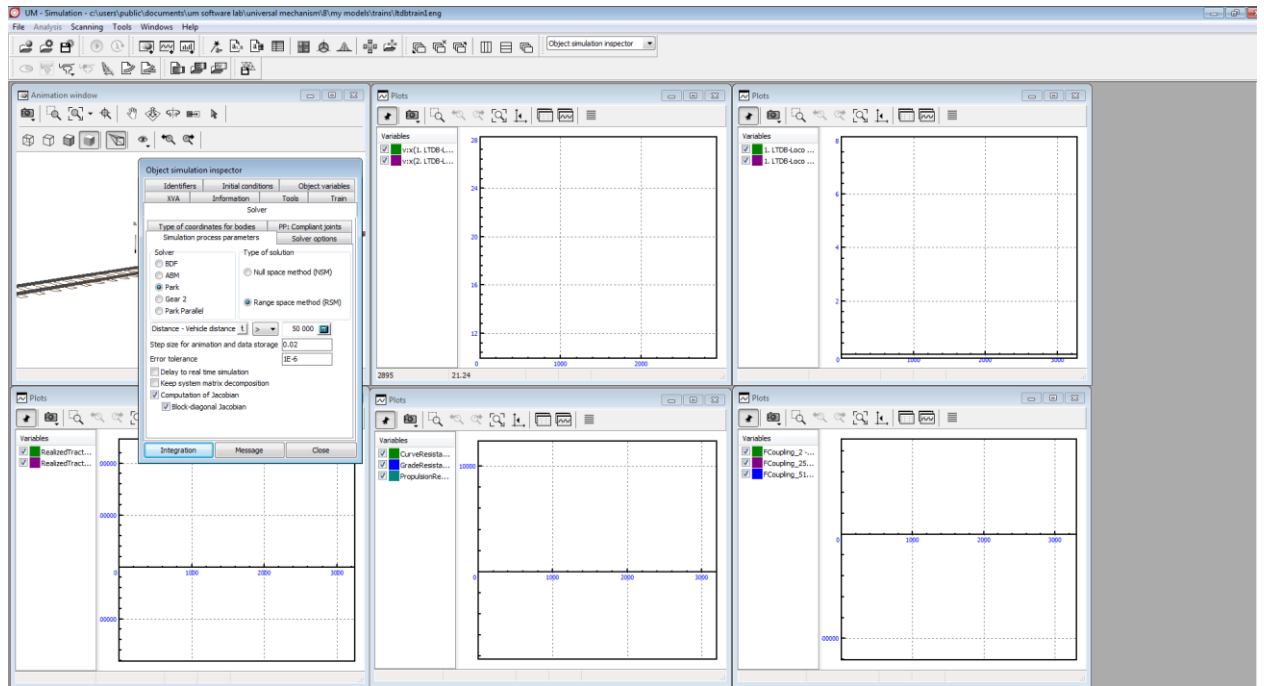 UM - Simulation - c:\users\public\documents\um software lab\universal mechanism\8\my models\trains\ltdbtrain1eng
File Analysis Scanning Tools Windows Help
Object simulation inspector
Animation window
Object simulation inspector
Identifiers Initial conditions Object variables
XVA Information Tools Train
Solver
Type of coordinates for bodies PP: Compliant joints
Simulation process parameters Solver options
Solver Type of solution
BDF
ABM
Park
Gear 2
Park Parallel
Null space method (NSM)
Range space method (RSM)
Distance - Vehicle distance t > 50 000
Step size for animation and data storage 0.02
Error tolerance 1E-6
Delay to real time simulation
Keep system matrix decomposition
Computation of Jacobian
Block-diagonal Jacobian
Integration Message Close
Plots
Variables
v:x(1. LTDB-L...
v:x(2. LTDB-L...
28
24
20
16
12
0 1000 2000
2895 21.24
Plots
Variables
1. LTDB-Loco ...
1. LTDB-Loco ...
8
6
4
2
0 1000 2000 3000
Plots
Variables
RealizedTract...
RealizedTract...
00000
00000
0 1000 2000 3000
00000
Plots
Variables
CurveResista...
GradeResista...
PropulsionRe...
10000
0 1000 2000 3000
Plots
Variables
FCoupling_2 -...
FCoupling_25...
FCoupling_51...
0 1000 2000 3000
00000